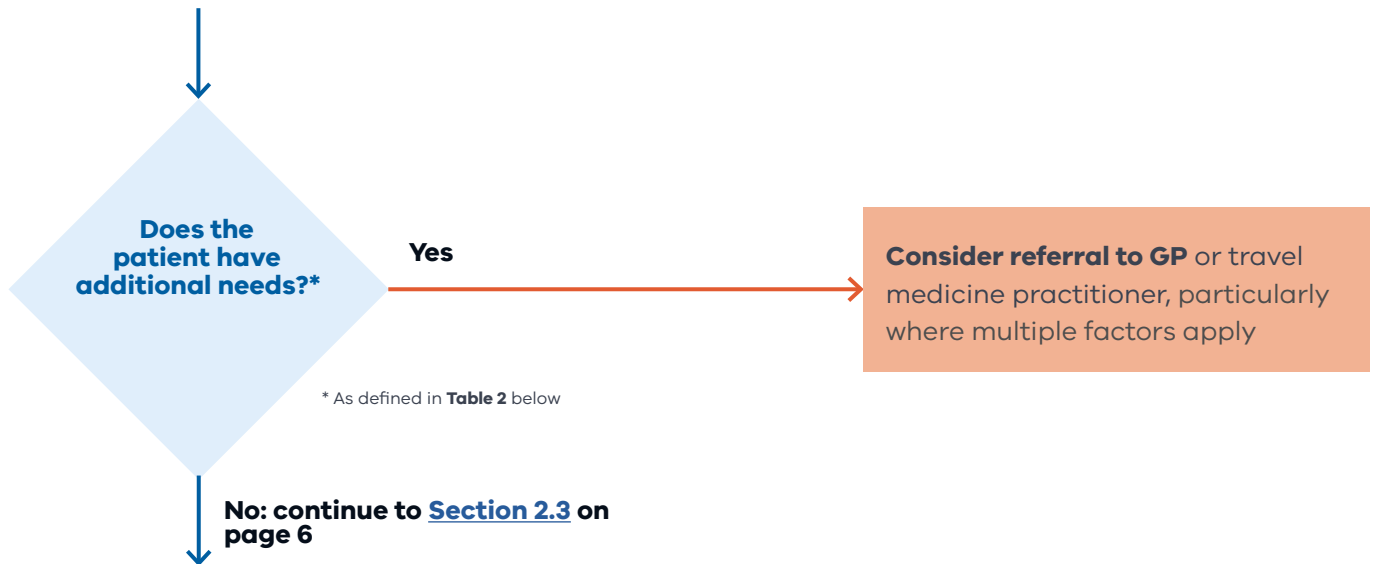 Does the
patient have
additional needs?*
Yes
Consider referral to GP or travel
medicine practitioner, particularly
where multiple factors apply
* As defined in Table 2 below
No: continue to Section 2.3 on
page 6